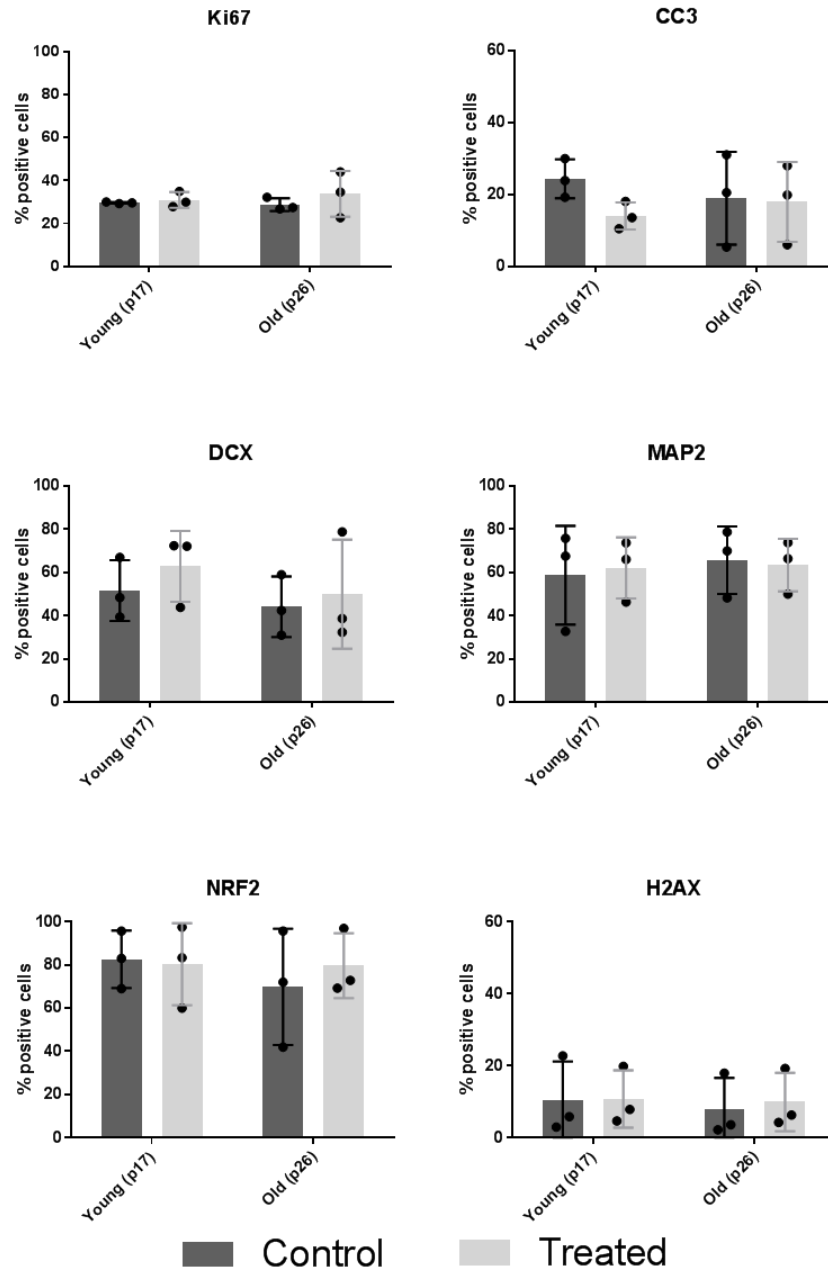 Ki67
% positive cells
100
80
60
40
20
0
Young (p17)
Old (p26)
CC3
% positive cells
60
40
20
0
Young (p17)
Old (p26)
DCX
% positive cells
100
80
60
40
20
0
Young (p17)
Old (p26)
MAP2
% positive cells
100
80
60
40
20
0
Young (p17)
Old (p26)
NRF2
% positive cells
100
80
60
40
20
0
Young (p17)
Old (p26)
H2AX
% positive cells
60
40
20
0
Young (p17)
Old (p26)
Control
Treated